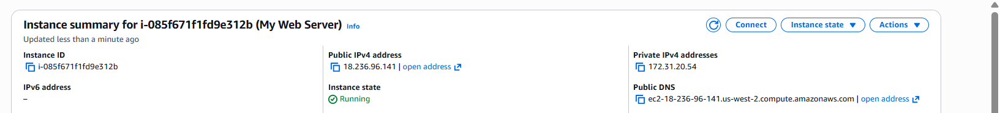 Instance summary for i-085f671f1fd9e312b (My Web Server) Info
Connect
Instance state
Actions
Updated less than a minute ago
Instance ID
i-085f671f1fd9e312b
Public IPv4 address
18.236.96.141 | open address
Private IPv4 addresses
172.31.20.54
IPv6 address
–
Instance state
Running
Public DNS
ec2-18-236-96-141.us-west-2.compute.amazonaws.com | open address